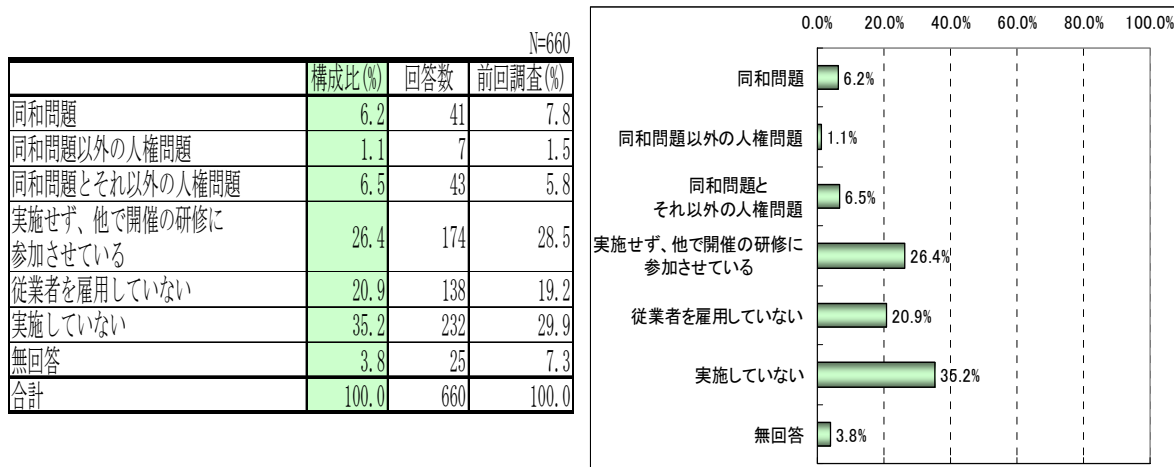 N=660
構成比(%) 回答数 前回調査(%)
同和問題 6.2 41 7.8
同和問題以外の人権問題 1.1 7 1.5
同和問題とそれ以外の人権問題 6.5 43 5.8
実施せず、他で開催の研修に
参加させている 26.4 174 28.5
従業者を雇用していない 20.9 138 19.2
実施していない 35.2 232 29.9
無回答 3.8 25 7.3
合計 100.0 660 100.0
0.0% 20.0% 40.0% 60.0% 80.0% 100.0%
同和問題 6.2%
同和問題以外の人権問題 1.1%
同和問題と
それ以外の人権問題 6.5%
実施せず、他で開催の研修に
参加させている 26.4%
従業者を雇用していない 20.9%
実施していない 35.2%
無回答 3.8%